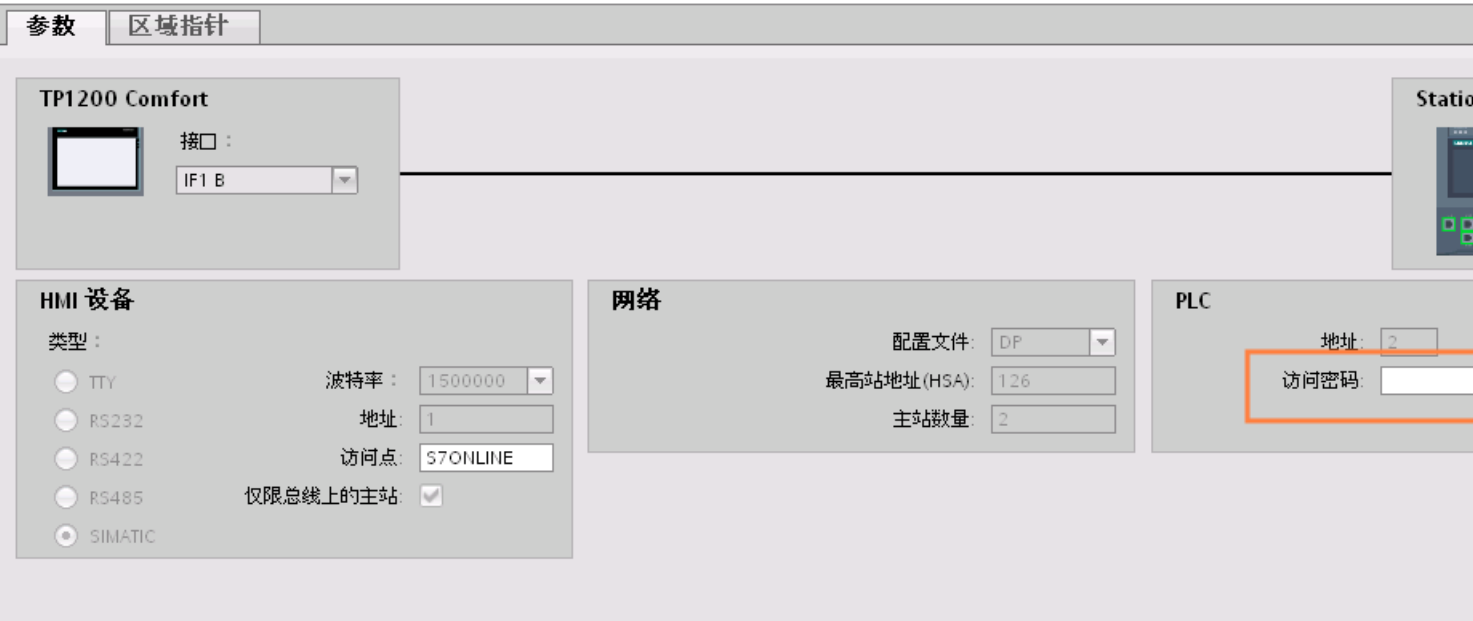 参数 区域指针
TP1200 Comfort
接口：
IF1 B
HMI 设备
类型：
TTY
RS232
RS422
RS485
SIMATIC
波特率： 1500000
地址: 1
访问点: S7ONLINE
仅限总线上的主站:
网络
配置文件: DP
最高站地址(HSA): 126
主站数量: 2
Statio
PLC
地址: 2
访问密码: